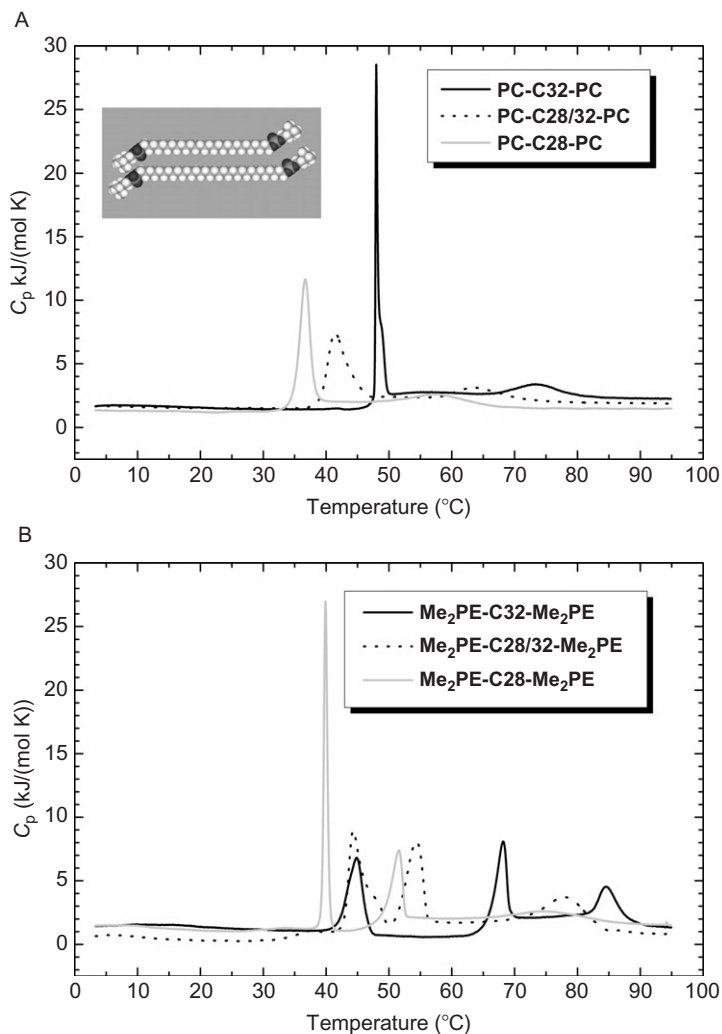 A
30
25
20
15
10
5
0
Cp kJ/(mol K)
PC-C32-PC
PC-C28/32-PC
PC-C28-PC
0 10 20 30 40 50 60 70 80 90 100
Temperature (°C)
B
30
25
20
15
10
5
0
Cp (kJ/(mol K))
Me₂PE-C32-Me₂PE
Me₂PE-C28/32-Me₂PE
Me₂PE-C28-Me₂PE
0 10 20 30 40 50 60 70 80 90 100
Temperature (°C)